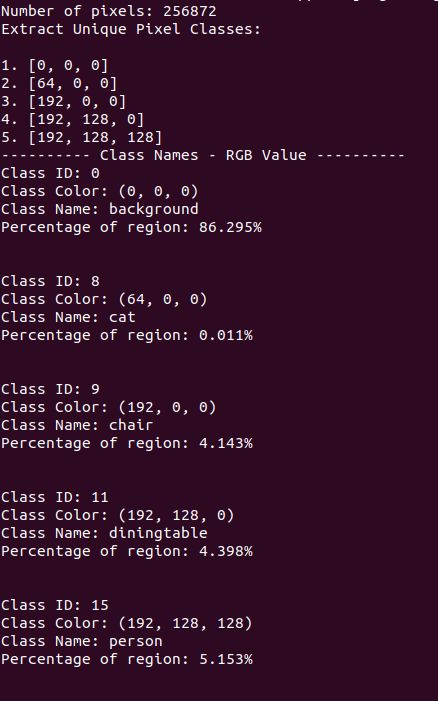 Number of pixels: 256872
Extract Unique Pixel Classes:
1. [0, 0, 0]
2. [64, 0, 0]
3. [192, 0, 0]
4. [192, 128, 0]
5. [192, 128, 128]
---------- Class Names - RGB Value ----------
Class ID: 0
Class Color: (0, 0, 0)
Class Name: background
Percentage of region: 86.295%
Class ID: 8
Class Color: (64, 0, 0)
Class Name: cat
Percentage of region: 0.011%
Class ID: 9
Class Color: (192, 0, 0)
Class Name: chair
Percentage of region: 4.143%
Class ID: 11
Class Color: (192, 128, 0)
Class Name: diningtable
Percentage of region: 4.398%
Class ID: 15
Class Color: (192, 128, 128)
Class Name: person
Percentage of region: 5.153%